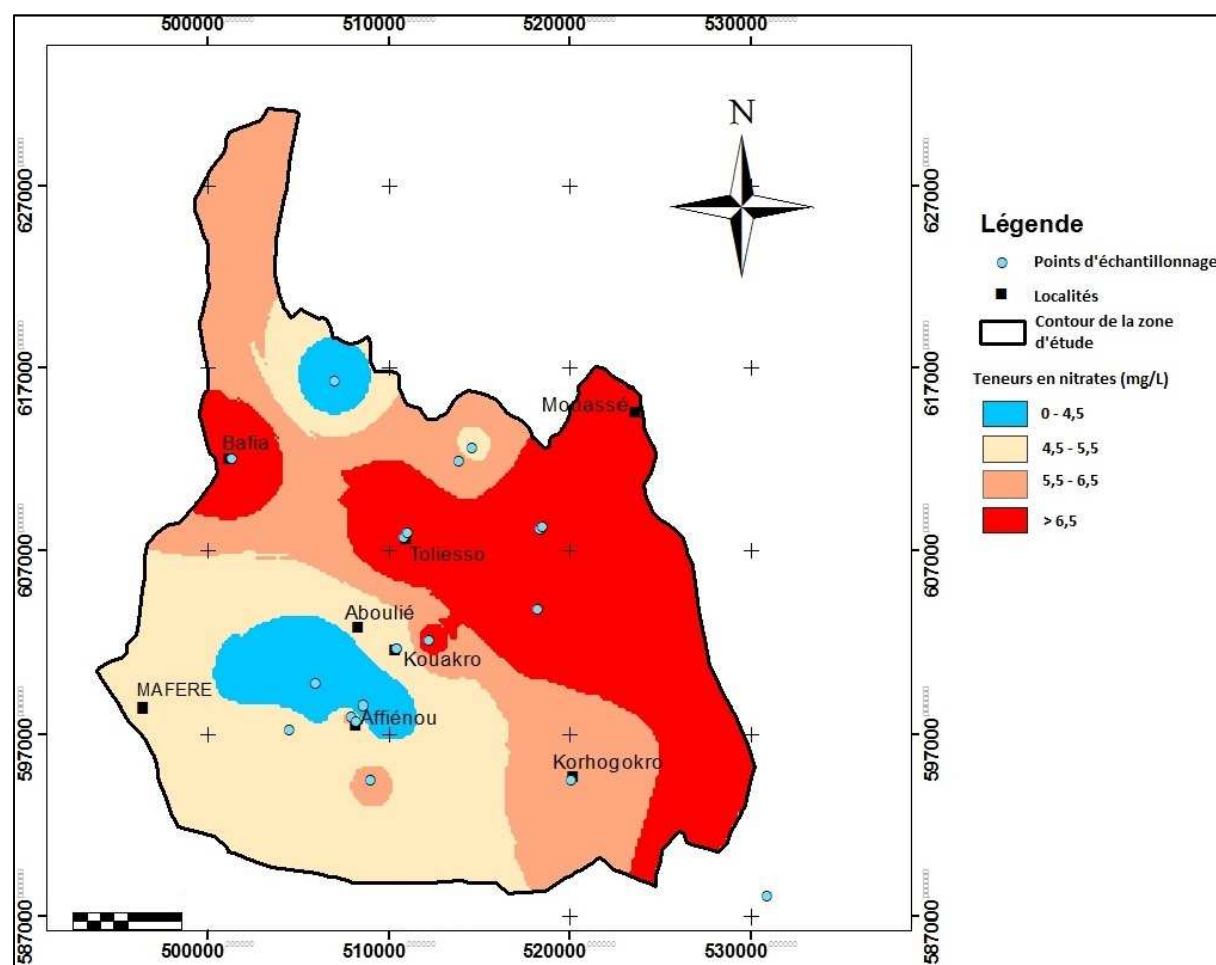 500000 510000 520000 530000
N
627000 627000
Légende
Points d'échantillonnage
Localités
Contour de la zone
d'étude
617000 617000
Teneurs en nitrates (mg/L)
0 - 4,5
4,5 - 5,5
5,5 - 6,5
> 6,5
Modassé
Bafia
607000 607000
Toliesso
Aboulié
Kouakro
MAFERE
Affiénou
597000 597000
Korhogokro
587000 587000
500000 510000 520000 530000